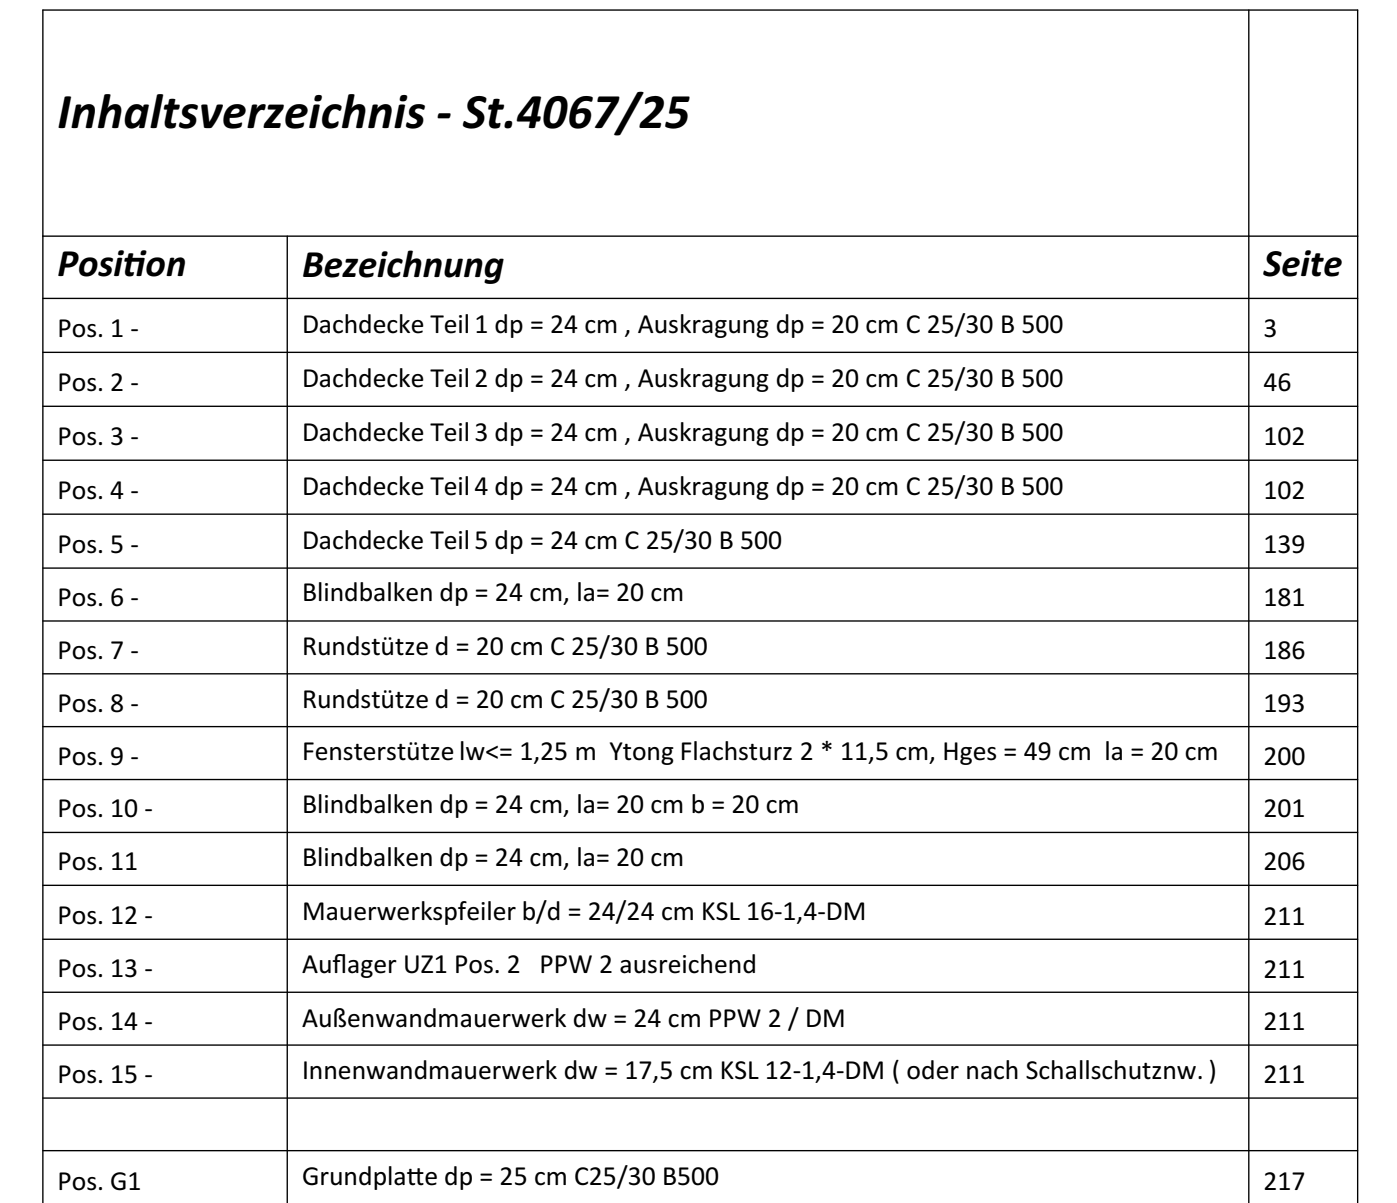 Inhaltsverzeichnis - St.4067/25
Position Bezeichnung Seite
Pos. 1 - Dachdecke Teil 1 dp = 24 cm , Auskragung dp = 20 cm C 25/30 B 500 3
Pos. 2 - Dachdecke Teil 2 dp = 24 cm , Auskragung dp = 20 cm C 25/30 B 500 46
Pos. 3 - Dachdecke Teil 3 dp = 24 cm , Auskragung dp = 20 cm C 25/30 B 500 102
Pos. 4 - Dachdecke Teil 4 dp = 24 cm , Auskragung dp = 20 cm C 25/30 B 500 102
Pos. 5 - Dachdecke Teil 5 dp = 24 cm C 25/30 B 500 139
Pos. 6 - Blindbalken dp = 24 cm, la= 20 cm 181
Pos. 7 - Rundstütze d = 20 cm C 25/30 B 500 186
Pos. 8 - Rundstütze d = 20 cm C 25/30 B 500 193
Pos. 9 - Fensterstütze lw<= 1,25 m  Ytong Flachsturz 2 * 11,5 cm, Hges = 49 cm  la = 20 cm 200
Pos. 10 - Blindbalken dp = 24 cm, la= 20 cm b = 20 cm 201
Pos. 11 Blindbalken dp = 24 cm, la= 20 cm 206
Pos. 12 - Mauerwerkspfeiler b/d = 24/24 cm KSL 16-1,4-DM 211
Pos. 13 - Auflager UZ1 Pos. 2   PPW 2 ausreichend 211
Pos. 14 - Außenwandmauerwerk dw = 24 cm PPW 2 / DM 211
Pos. 15 - Innenwandmauerwerk dw = 17,5 cm KSL 12-1,4-DM ( oder nach Schallschutznw. ) 211
Pos. G1 Grundplatte dp = 25 cm C25/30 B500 217